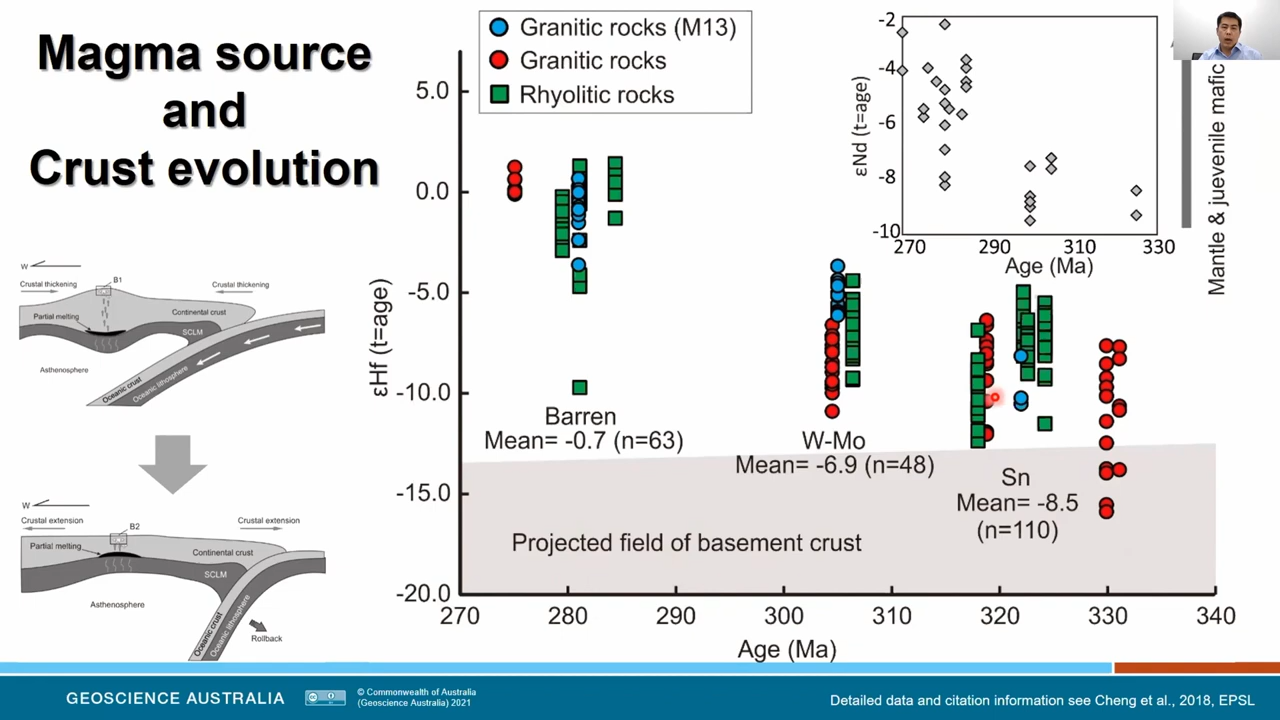 Magma source
and
Crust evolution
W
B1
Crustal thickening
Crustal thickening
Partial melting
Continental crust
SCLM
Asthenosphere
Oceanic crust
Oceanic lithosphere
W
Crustal extension
B2
Crustal extension
Partial melting
Continental crust
SCLM
Asthenosphere
Oceanic crust
Oceanic lithosphere
Rollback
Granitic rocks (M13)
Granitic rocks
Rhyolitic rocks
εHf (t=age)
5.0
0.0
-5.0
-10.0
-15.0
-20.0
Barren
Mean= -0.7 (n=63)
W-Mo
Mean= -6.9 (n=48)
Sn
Mean= -8.5
(n=110)
Projected field of basement crust
270
280
290
300
310
320
330
340
Age (Ma)
εNd (t=age)
-2
-4
-6
-8
-10
270
290
310
330
Age (Ma)
Mantle & juevenile mafic
GEOSCIENCE AUSTRALIA
© Commonwealth of Australia
(Geoscience Australia) 2021
Detailed data and citation information see Cheng et al., 2018, EPSL